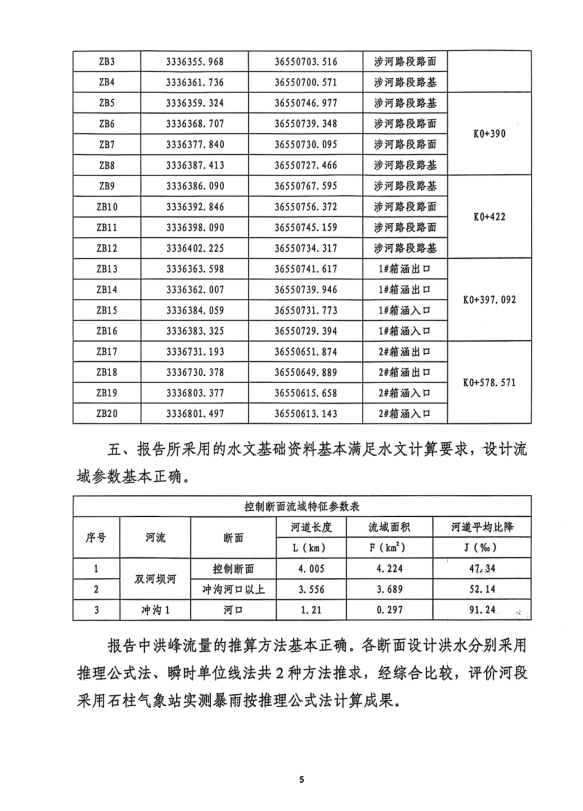 ZB3 3336355.968 36550703.516 涉河路段路面
ZB4 3336361.736 36550700.571 涉河路段路基
ZB5 3336359.324 36550746.977 涉河路段路基
ZB6 3336368.707 36550739.348 涉河路段路面
ZB7 3336377.840 36550730.095 涉河路段路面
K0+390
ZB8 3336387.413 36550727.466 涉河路段路基
ZB9 3336386.090 36550767.595 涉河路段路基
ZB10 3336392.846 36550756.372 涉河路段路面
K0+422
ZB11 3336398.090 36550745.159 涉河路段路面
ZB12 3336402.225 36550734.317 涉河路段路基
ZB13 3336363.598 36550741.617 1#箱涵出口
ZB14 3336362.007 36550739.946 1#箱涵出口
K0+397.092
ZB15 3336384.059 36550731.773 1#箱涵入口
ZB16 3336383.325 36550729.394 1#箱涵入口
ZB17 3336731.193 36550651.874 2#箱涵出口
ZB18 3336730.378 36550649.889 2#箱涵出口
K0+578.571
ZB19 3336803.377 36550615.658 2#箱涵入口
ZB20 3336801.497 36550613.143 2#箱涵入口
五、报告所采用的水文基础资料基本满足水文计算要求，设计流
域参数基本正确。
控制断面流域特征参数表
序号 河流 断面 河道长度 流域面积 河道平均比降
L（km） F（km²） J（‰）
1 双河坝河 控制断面 4.005 4.224 47.34
2 冲沟河口以上 3.556 3.689 52.14
3 冲沟1 河口 1.21 0.297 91.24
报告中洪峰流量的推算方法基本正确。各断面设计洪水分别采用
推理公式法、瞬时单位线法共2种方法推求，经综合比较，评价河段
采用石柱气象站实测暴雨按推理公式法计算成果。
5